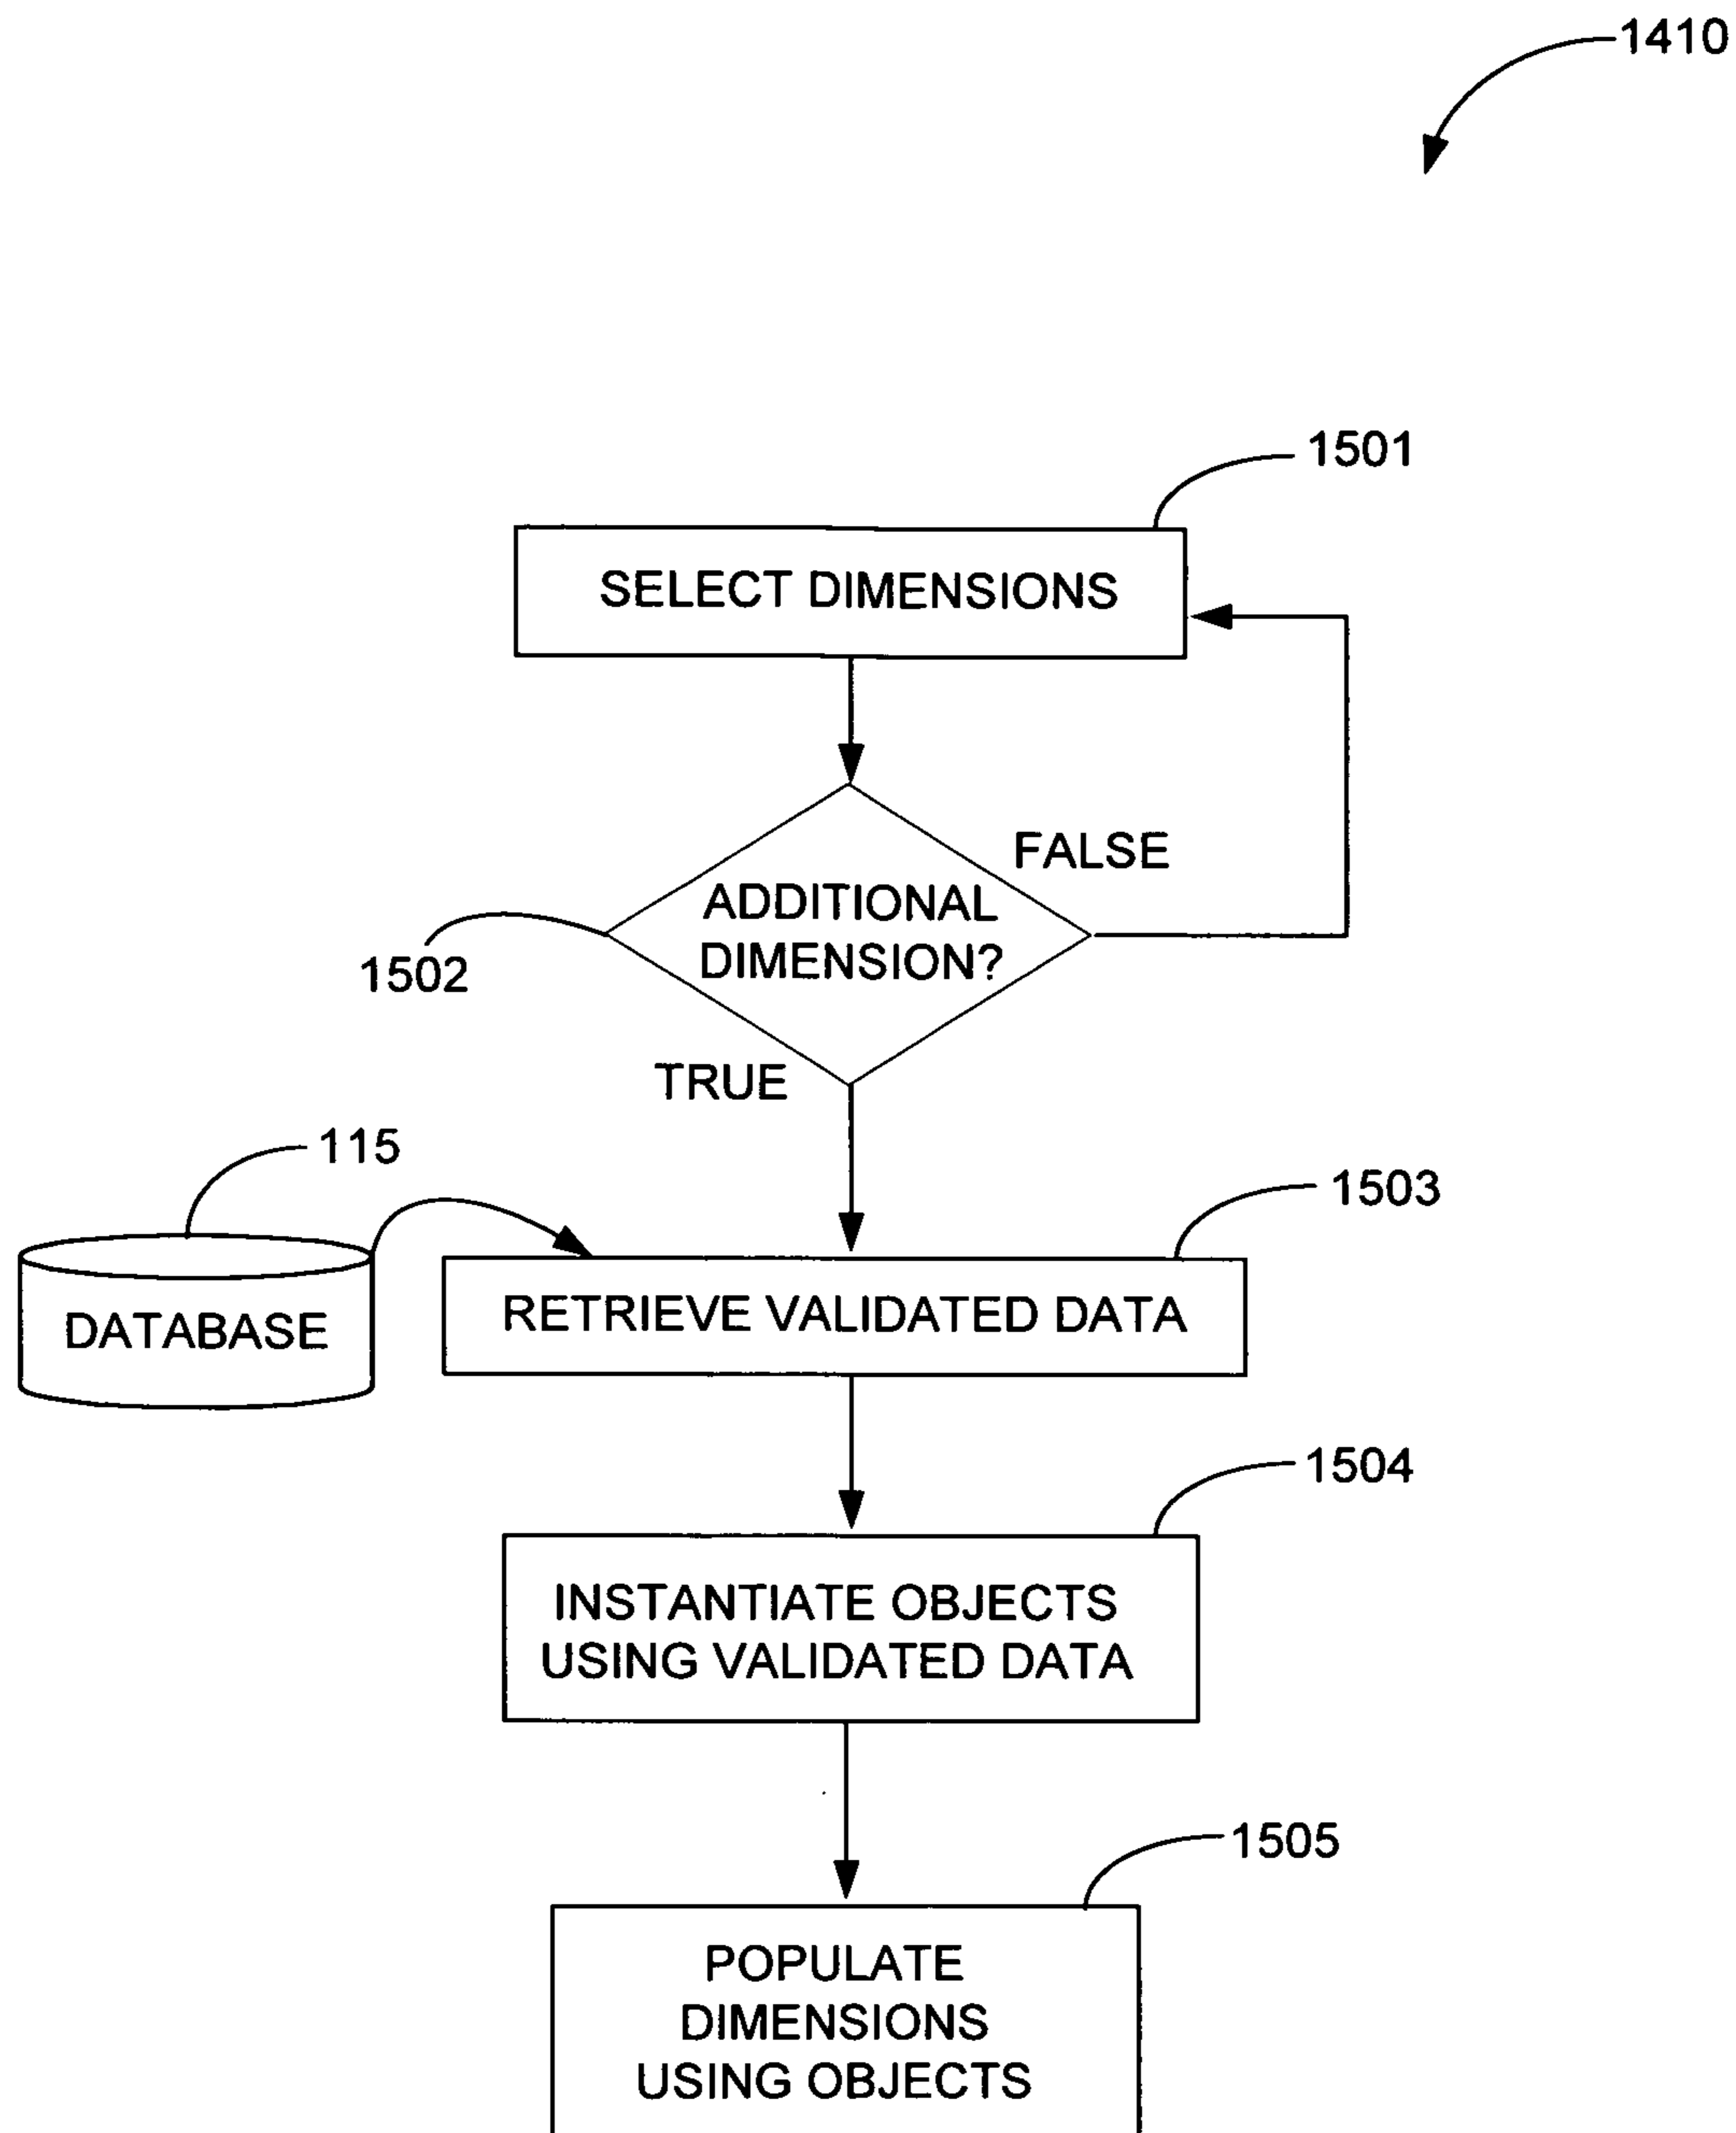 1410
1501
SELECT DIMENSIONS
FALSE
ADDITIONAL
DIMENSION?
1502
TRUE
115
1503
DATABASE
RETRIEVE VALIDATED DATA
1504
INSTANTIATE OBJECTS
USING VALIDATED DATA
1505
POPULATE
DIMENSIONS
USING OBJECTS